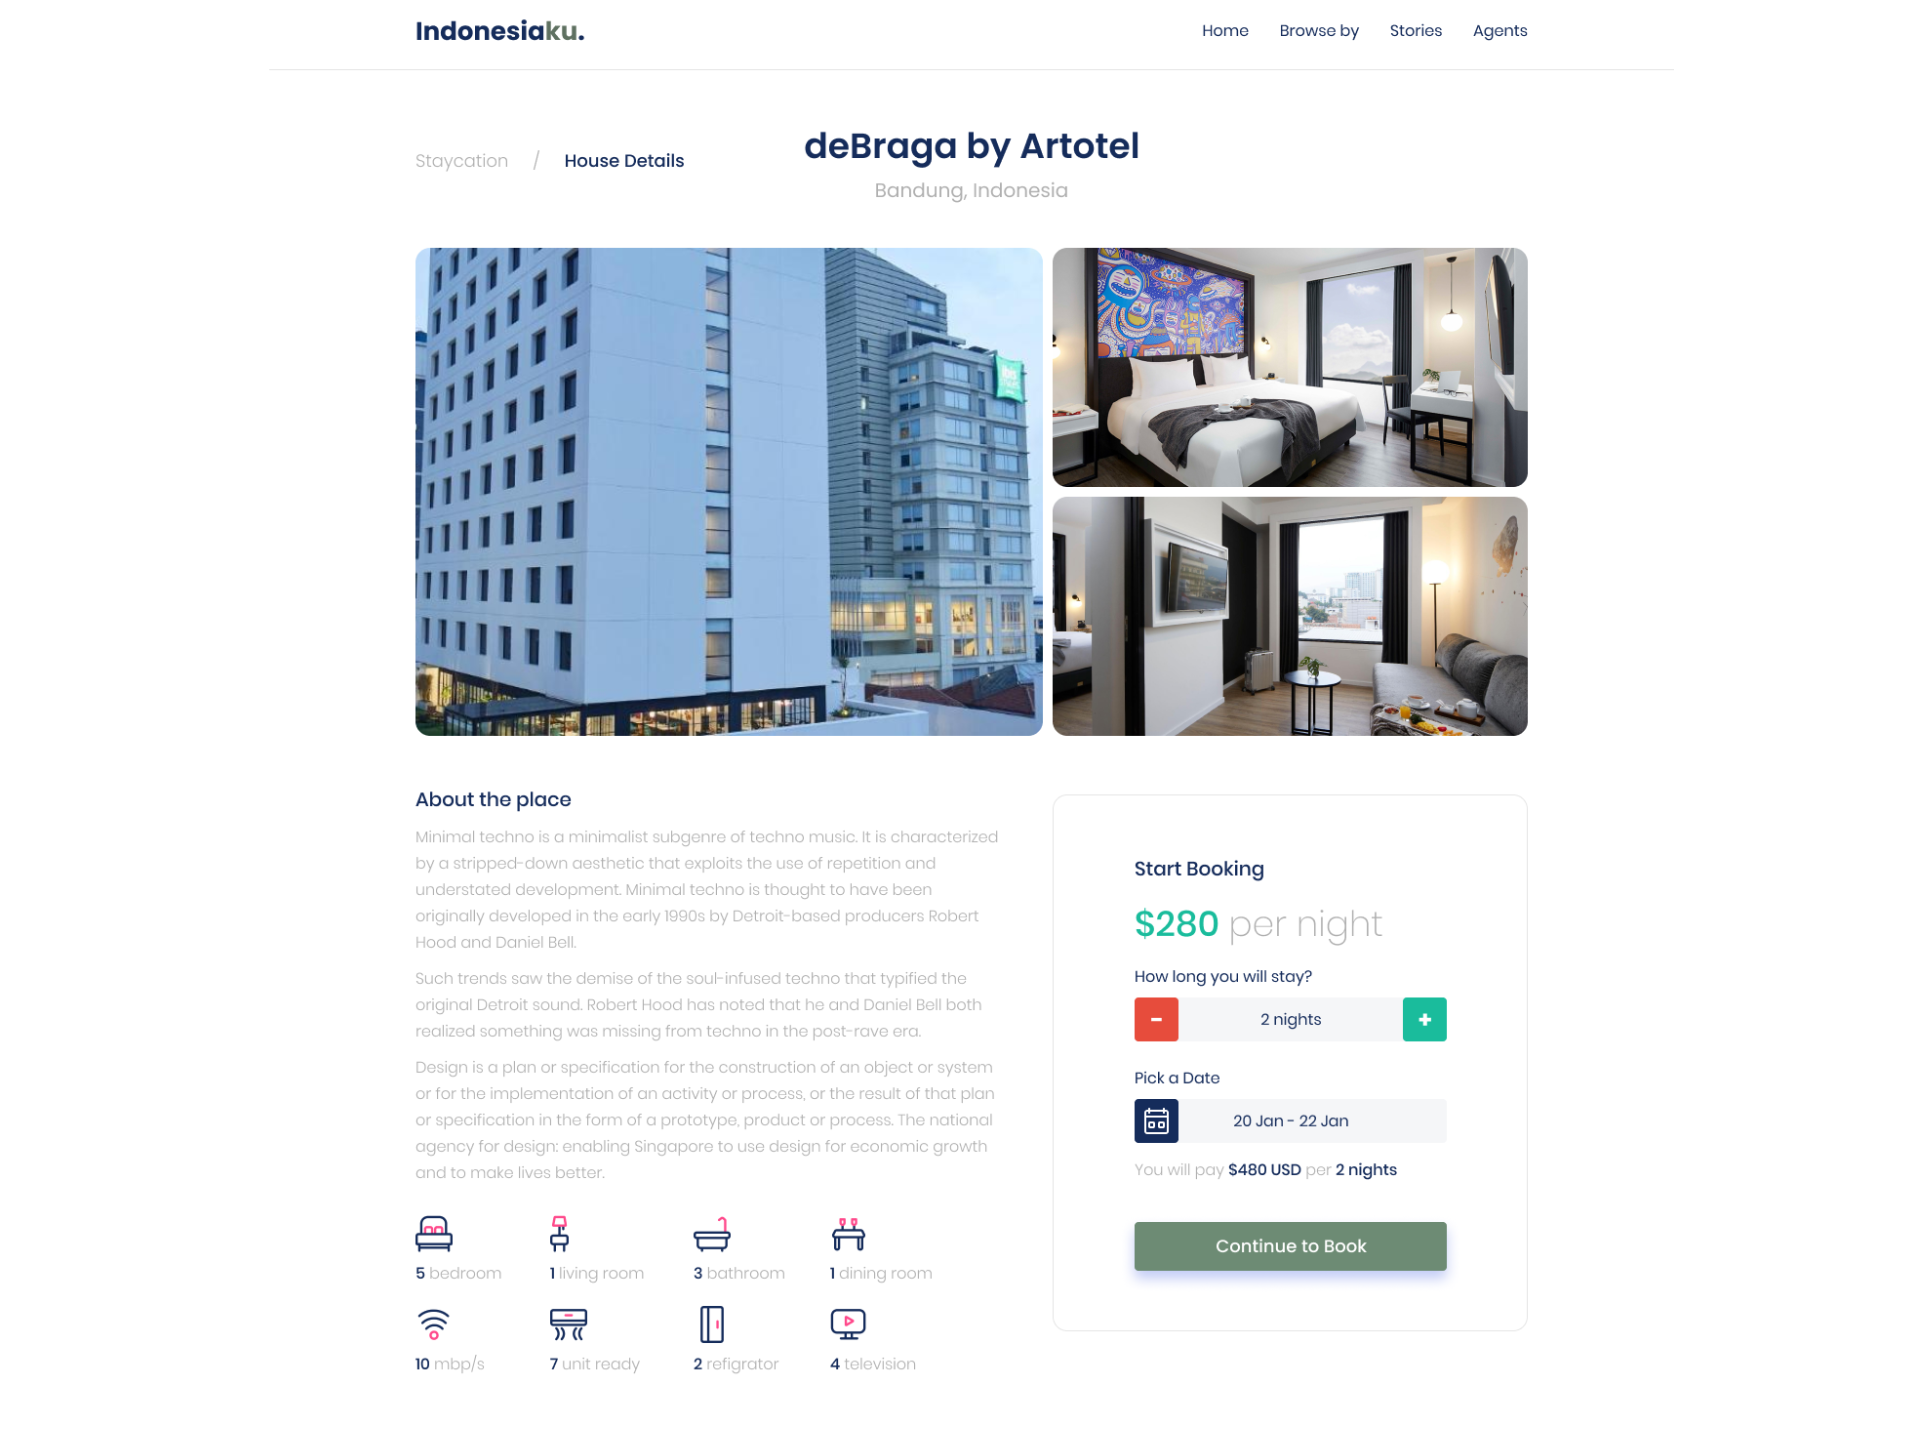 Indonesiaku.
Home
Browse by
Stories
Agents
Staycation / House Details
deBraga by Artotel
Bandung, Indonesia
ibis
About the place
Minimal techno is a minimalist subgenre of techno music. It is characterized
by a stripped-down aesthetic that exploits the use of repetition and
understated development. Minimal techno is thought to have been
originally developed in the early 1990s by Detroit-based producers Robert
Hood and Daniel Bell.
Such trends saw the demise of the soul-infused techno that typified the
original Detroit sound. Robert Hood has noted that he and Daniel Bell both
realized something was missing from techno in the post-rave era.
Design is a plan or specification for the construction of an object or system
or for the implementation of an activity or process, or the result of that plan
or specification in the form of a prototype, product or process. The national
agency for design: enabling Singapore to use design for economic growth
and to make lives better.
5 bedroom
1 living room
3 bathroom
1 dining room
10 mbp/s
7 unit ready
2 refigrator
4 television
Start Booking
$280 per night
How long you will stay?
-
2 nights
+
Pick a Date
20 Jan - 22 Jan
You will pay $480 USD per 2 nights
Continue to Book